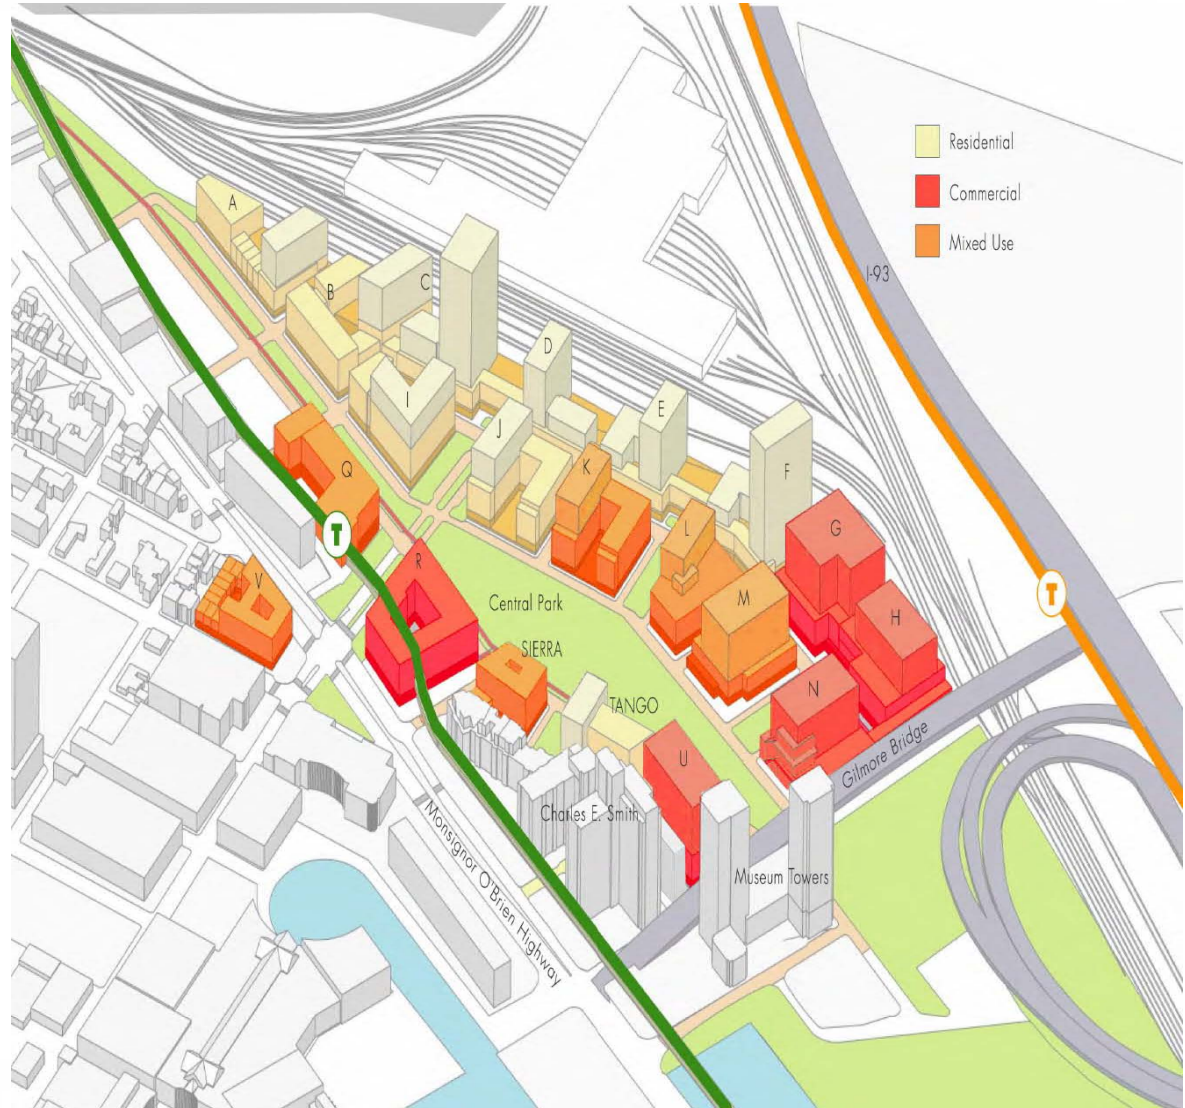 Residential
Commercial
Mixed Use
I-93
A
B
C
D
E
F
I
J
K
L
G
Q
T
R
V
M
H
T
Central Park
SIERRA
TANGO
N
U
Gilmore Bridge
Charles E. Smith
Museum Towers
Monsignor O'Brien Highway